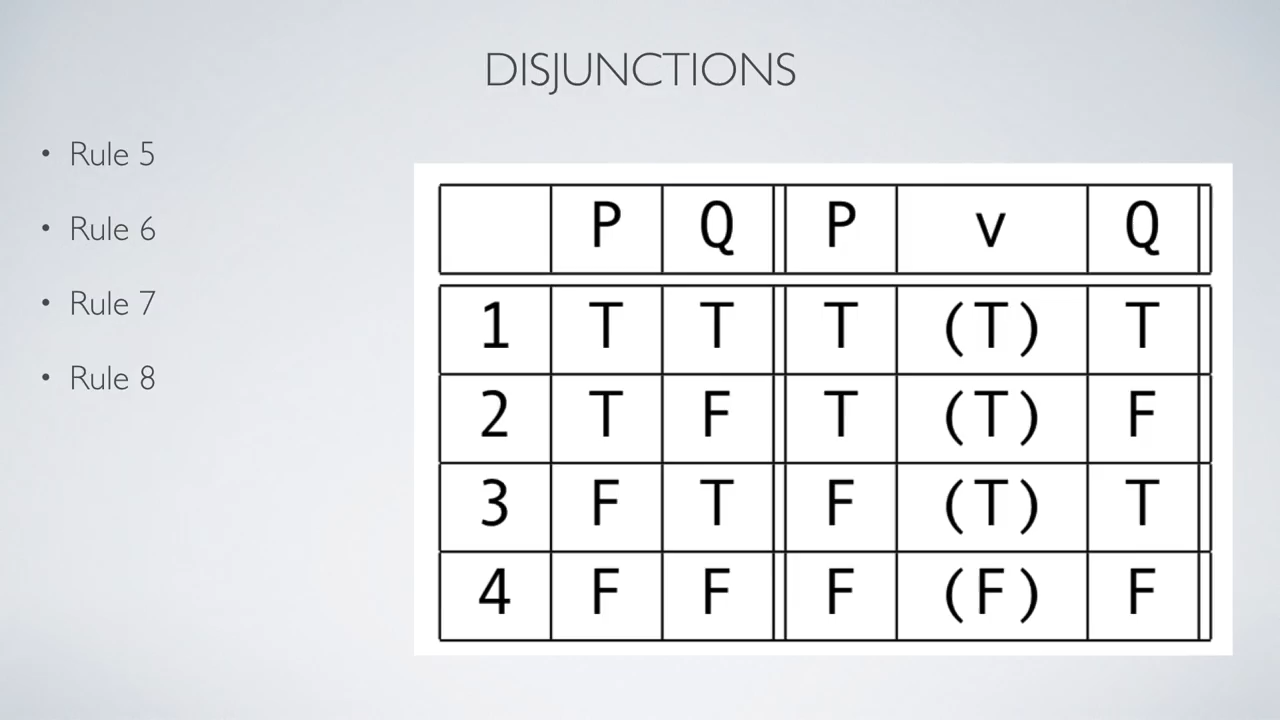 DISJUNCTIONS
• Rule 5
• Rule 6
• Rule 7
• Rule 8
P Q P v Q
1 T T T (T) T
2 T F T (T) F
3 F T F (T) T
4 F F F (F) F